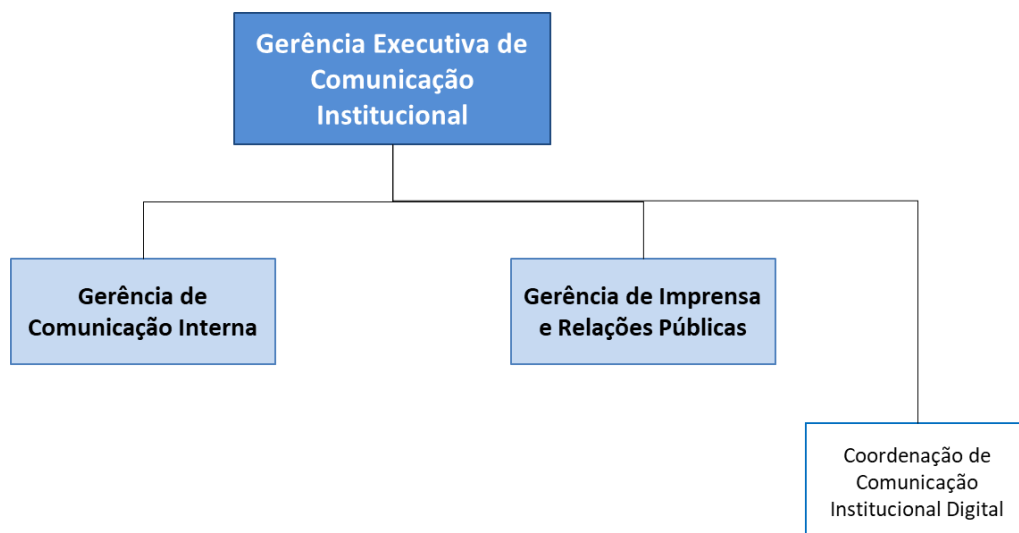 Gerência Executiva de
Comunicação
Institucional
Gerência de
Comunicação Interna
Gerência de Imprensa
e Relações Públicas
Coordenação de
Comunicação
Institucional Digital